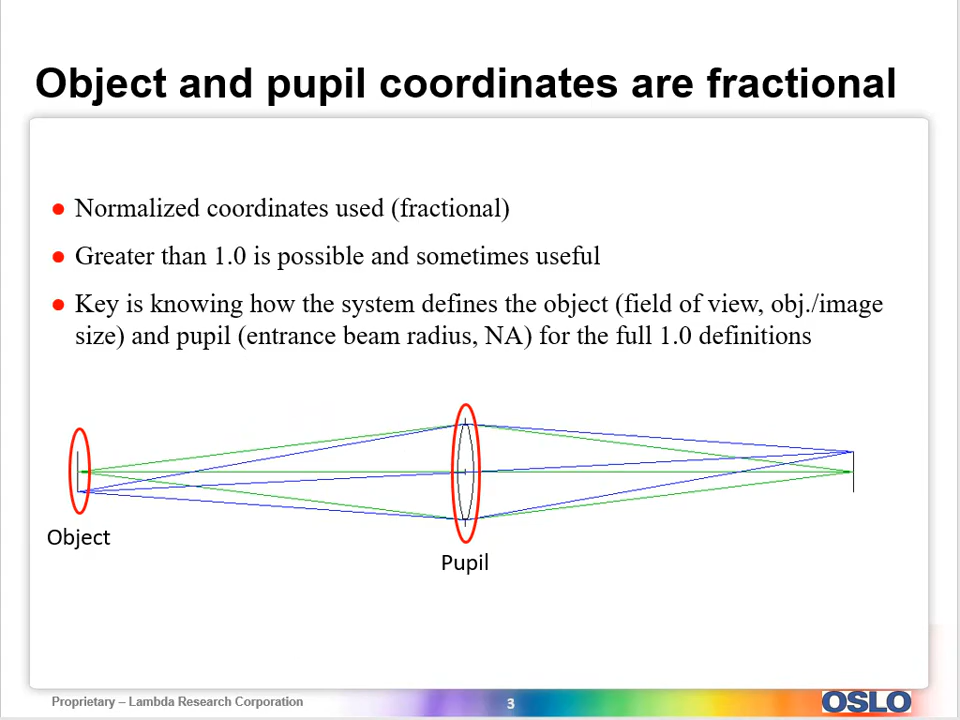 Object and pupil coordinates are fractional
Normalized coordinates used (fractional)
Greater than 1.0 is possible and sometimes useful
Key is knowing how the system defines the object (field of view, obj./image
size) and pupil (entrance beam radius, NA) for the full 1.0 definitions
Object
Pupil
Proprietary – Lambda Research Corporation
3
OSLO